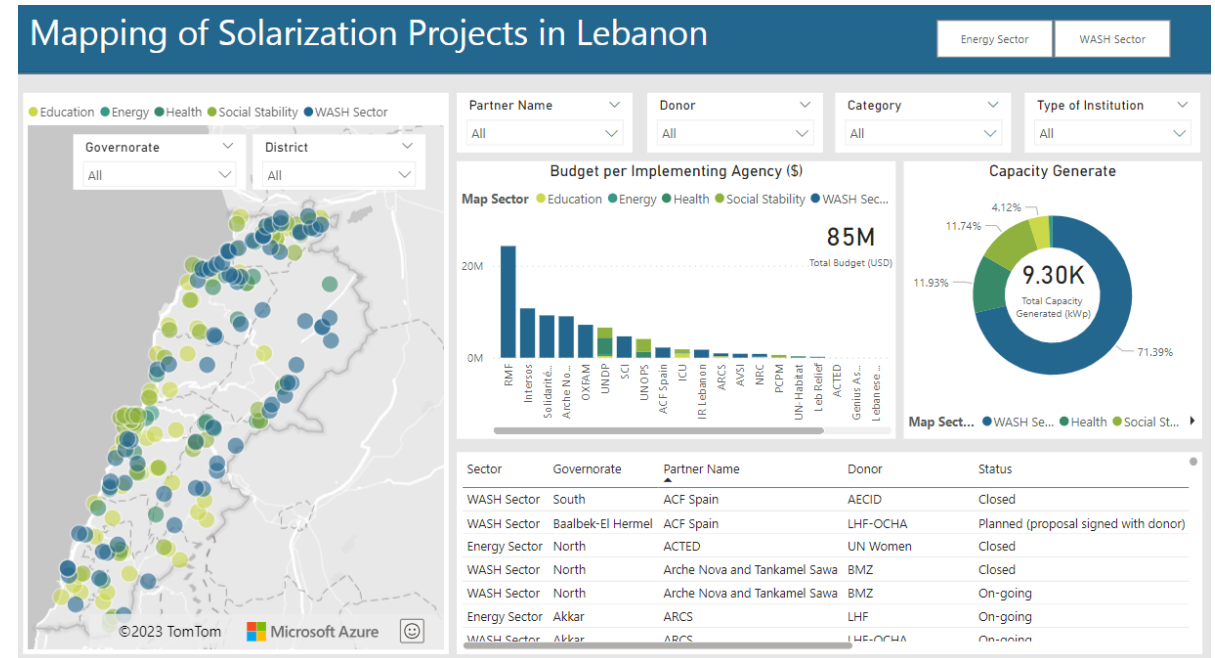 Mapping of Solarization Projects in Lebanon
Energy Sector
WASH Sector
Education Energy Health Social Stability WASH Sector
Governorate
All
District
All
©2023 TomTom
Microsoft Azure
Partner Name
All
Donor
All
Category
All
Type of Institution
All
Budget per Implementing Agency ($)
Map Sector Education Energy Health Social Stability WASH Sec...
85M
Total Budget (USD)
20M
0M
RMF
Intersos
Solidarité...
Arche No...
OXFAM
UNDP
SCI
UNOPS
ACF Spain
ICU
IR Lebanon
ARCS
AVSI
NRC
PCPM
UN-Habitat
Leb Relief
ACTED
Genius As...
Lebanese ...
Capacity Generate
4.12%
11.74%
11.93%
71.39%
9.30K
Total Capacity
Generated (kWp)
Map Sect... WASH Se... Health Social St...
Sector Governorate Partner Name Donor Status
WASH Sector South ACF Spain AECID Closed
WASH Sector Baalbek-El Hermel ACF Spain LHF-OCHA Planned (proposal signed with donor)
Energy Sector North ACTED UN Women Closed
WASH Sector North Arche Nova and Tankamel Sawa BMZ Closed
WASH Sector North Arche Nova and Tankamel Sawa BMZ On-going
Energy Sector Akkar ARCS LHF On-going
WASH Sector Akkar ARCS LHF-OCHA On-going